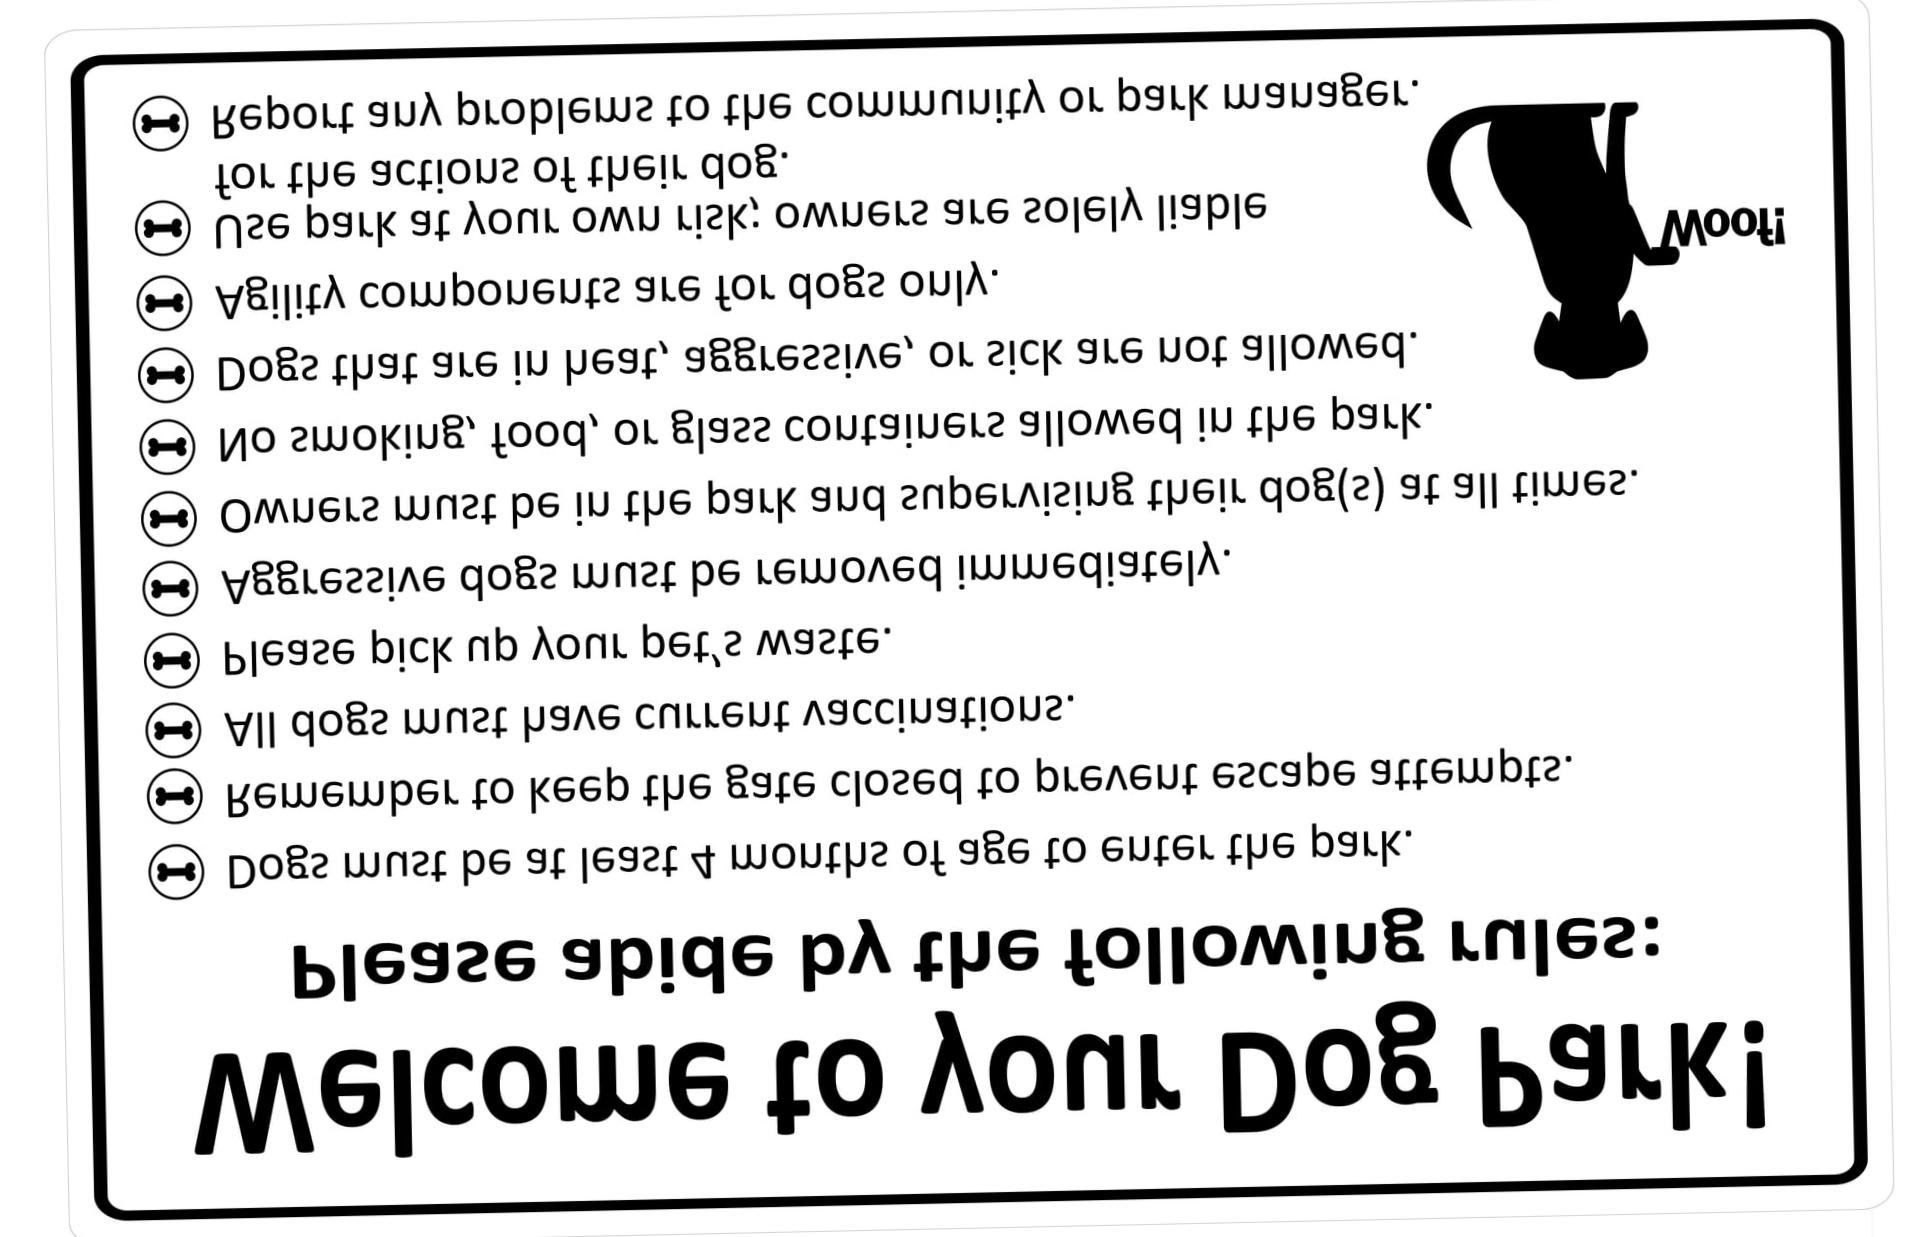 Welcome to your Dog Park!
Please abide by the following rules:
Dogs must be at least 4 months of age to enter the park.
Remember to keep the gate closed to prevent escape attempts.
All dogs must have current vaccinations.
Please pick up your pet's waste.
Aggressive dogs must be removed immediately.
Owners must be in the park and supervising their dog(s) at all times.
No smoking, food, or glass containers allowed in the park.
Dogs that are in heat, aggressive, or sick are not allowed.
Agility components are for dogs only.
Use park at your own risk; owners are solely liable
for the actions of their dog.
Report any problems to the community or park manager.
Woof!